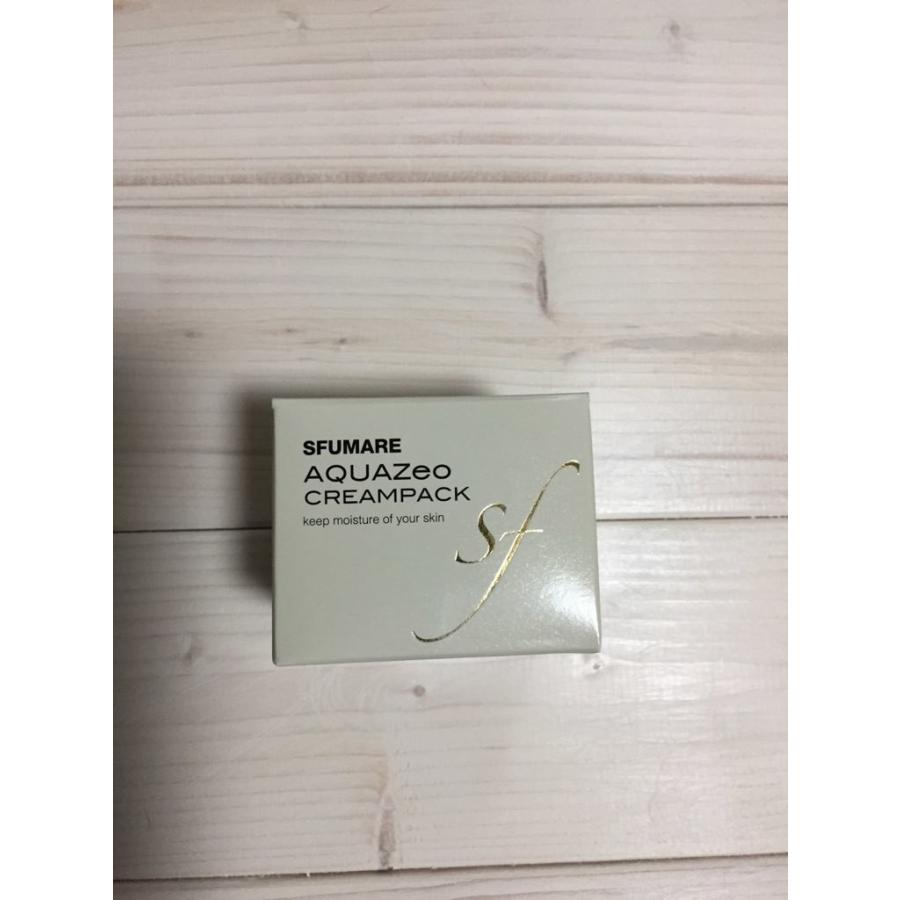 SFUMARE
AQUAZeo
CREAMPACK
keep moisture of your skin
sf